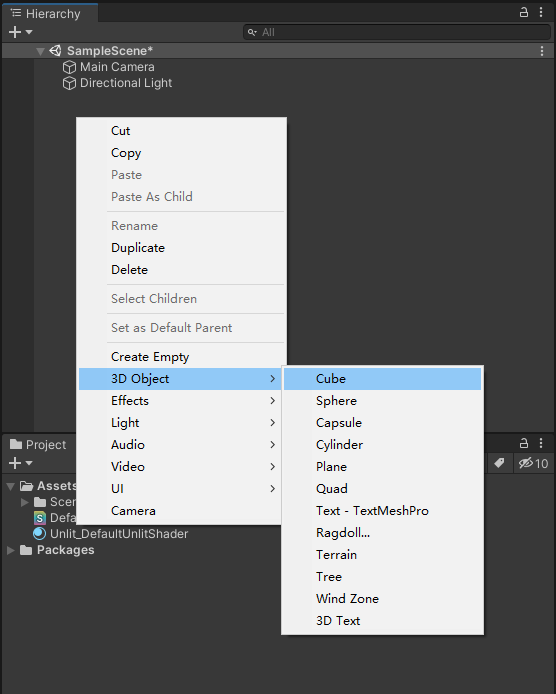 Hierarchy
All
SampleScene*
Main Camera
Directional Light
Cut
Copy
Paste
Paste As Child
Rename
Duplicate
Delete
Select Children
Set as Default Parent
Create Empty
3D Object
Effects
Light
Audio
Video
UI
Camera
Cube
Sphere
Capsule
Cylinder
Plane
Quad
Text - TextMeshPro
Ragdoll...
Terrain
Tree
Wind Zone
3D Text
Project
10
Assets
Scen
Defa
Unlit_DefaultUnlitShader
Packages